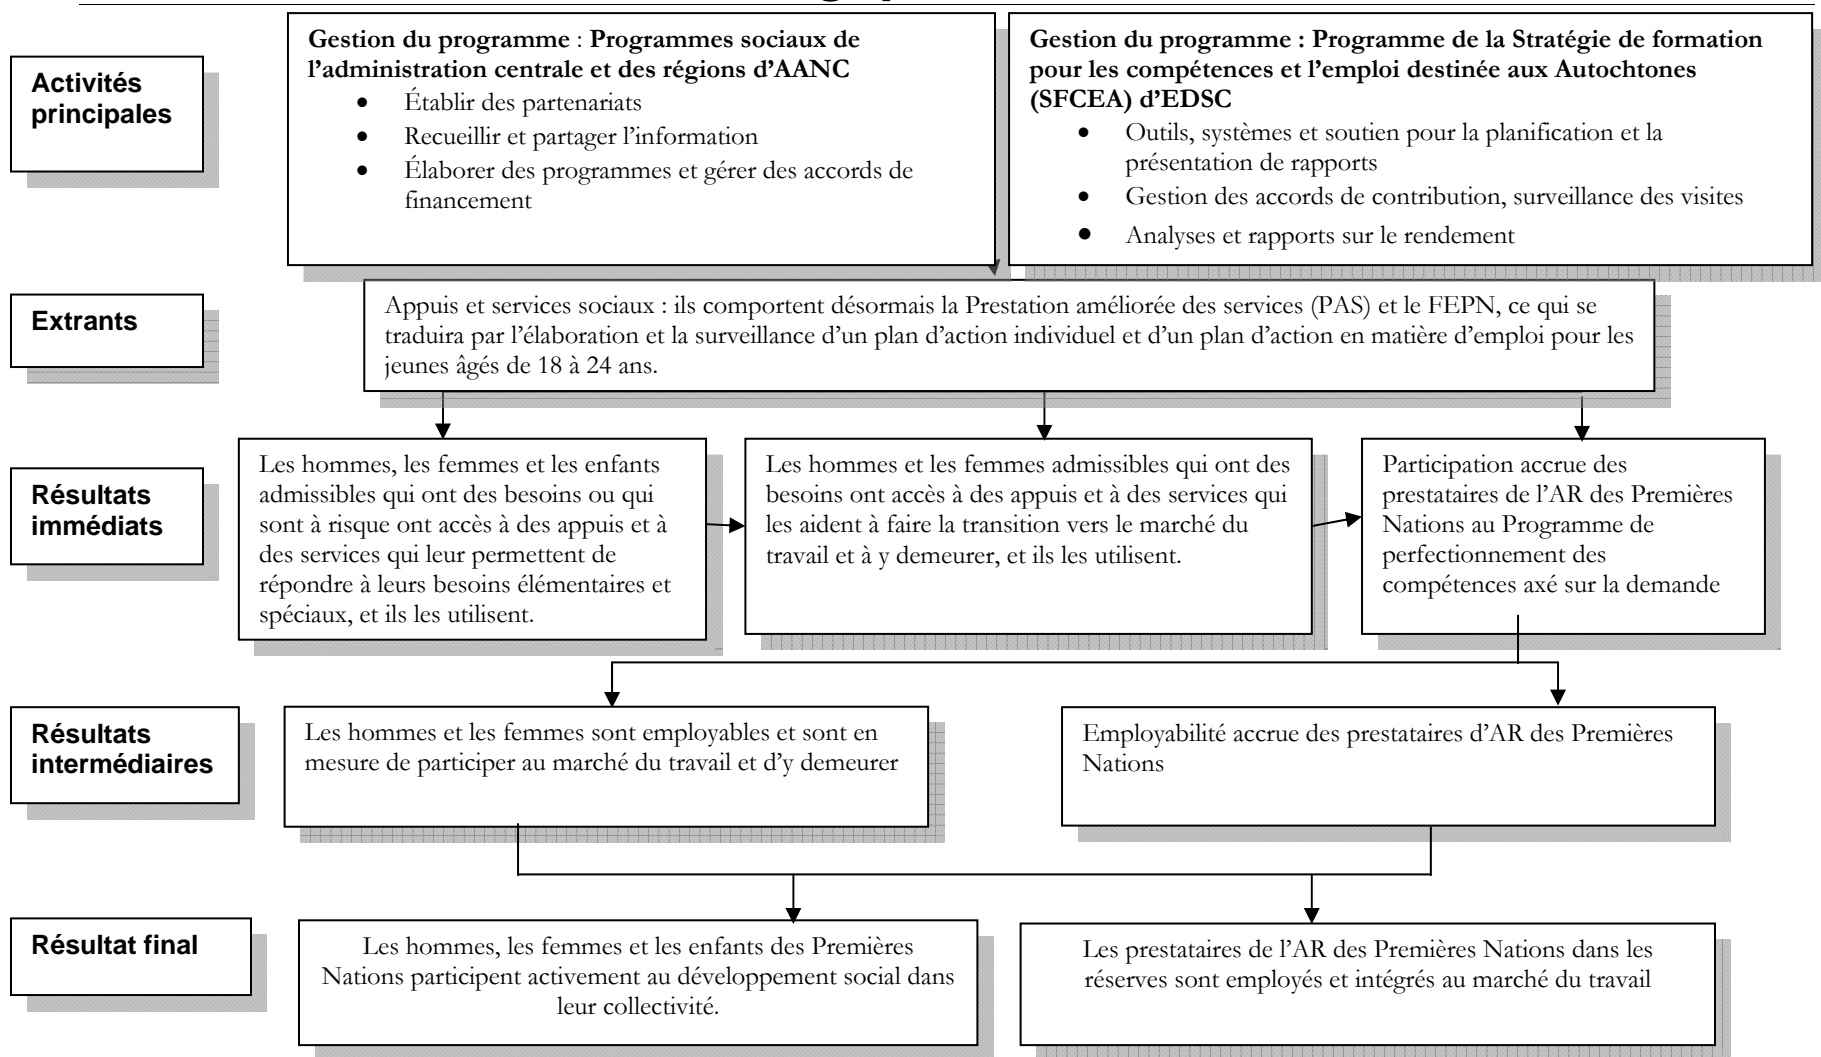 Activités
principales
Gestion du programme : Programmes sociaux de
l'administration centrale et des régions d'AANC
• Établir des partenariats
• Recueillir et partager l'information
• Élaborer des programmes et gérer des accords de
financement
Gestion du programme : Programme de la Stratégie de formation
pour les compétences et l'emploi destinée aux Autochtones
(SFCEA) d'EDSC
• Outils, systèmes et soutien pour la planification et la
présentation de rapports
• Gestion des accords de contribution, surveillance des visites
• Analyses et rapports sur le rendement
Extrants
Appuis et services sociaux : ils comportent désormais la Prestation améliorée des services (PAS) et le FEPN, ce qui se
traduira par l'élaboration et la surveillance d'un plan d'action individuel et d'un plan d'action en matière d'emploi pour les
jeunes âgés de 18 à 24 ans.
Résultats
immédiats
Les hommes, les femmes et les enfants
admissibles qui ont des besoins ou qui
sont à risque ont accès à des appuis et à
des services qui leur permettent de
répondre à leurs besoins élémentaires et
spéciaux, et ils les utilisent.
Les hommes et les femmes admissibles qui ont des
besoins ont accès à des appuis et à des services qui
les aident à faire la transition vers le marché du
travail et à y demeurer, et ils les utilisent.
Participation accrue des
prestataires de l'AR des Premières
Nations au Programme de
perfectionnement des
compétences axé sur la demande
Résultats
intermédiaires
Les hommes et les femmes sont employables et sont en
mesure de participer au marché du travail et d'y demeurer
Employabilité accrue des prestataires d'AR des Premières
Nations
Résultat final
Les hommes, les femmes et les enfants des Premières
Nations participent activement au développement social dans
leur collectivité.
Les prestataires de l'AR des Premières Nations dans les
réserves sont employés et intégrés au marché du travail